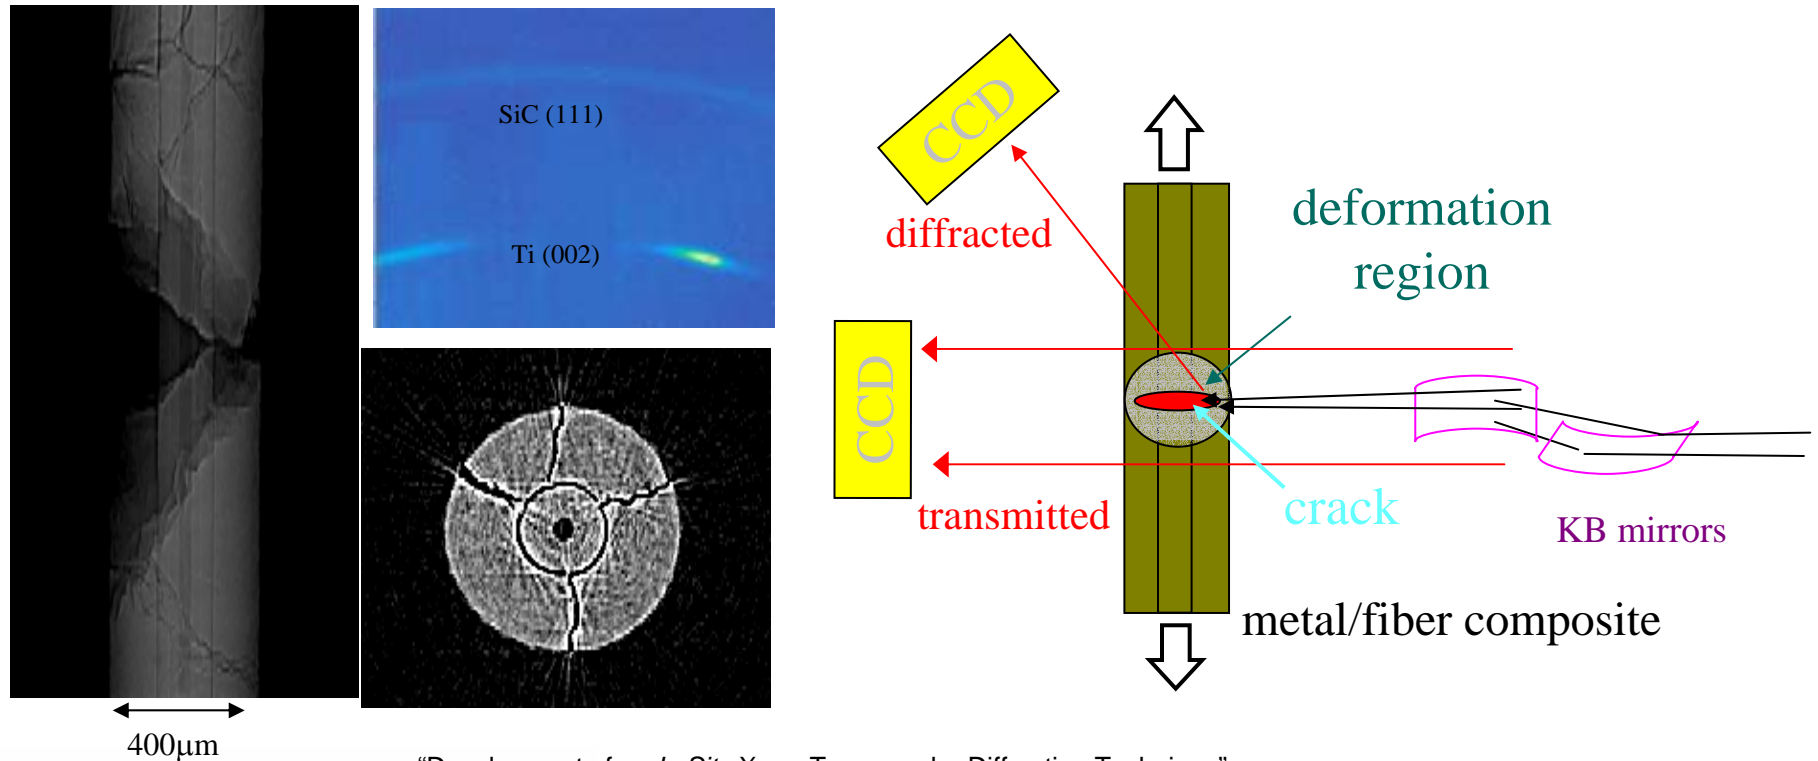 SiC (111)
Ti (002)
400μm
CCD
diffracted
CCD
transmitted
deformation
region
crack
KB mirrors
metal/fiber composite